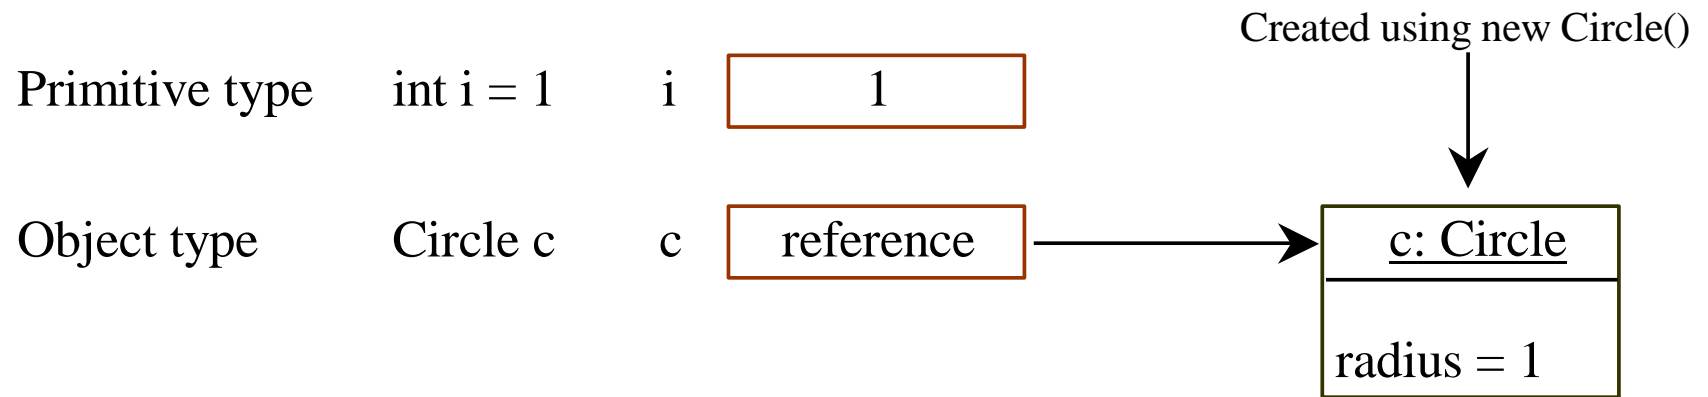 Created using new Circle()
Primitive type int i = 1 i 1
Object type Circle c c reference c: Circle
radius = 1